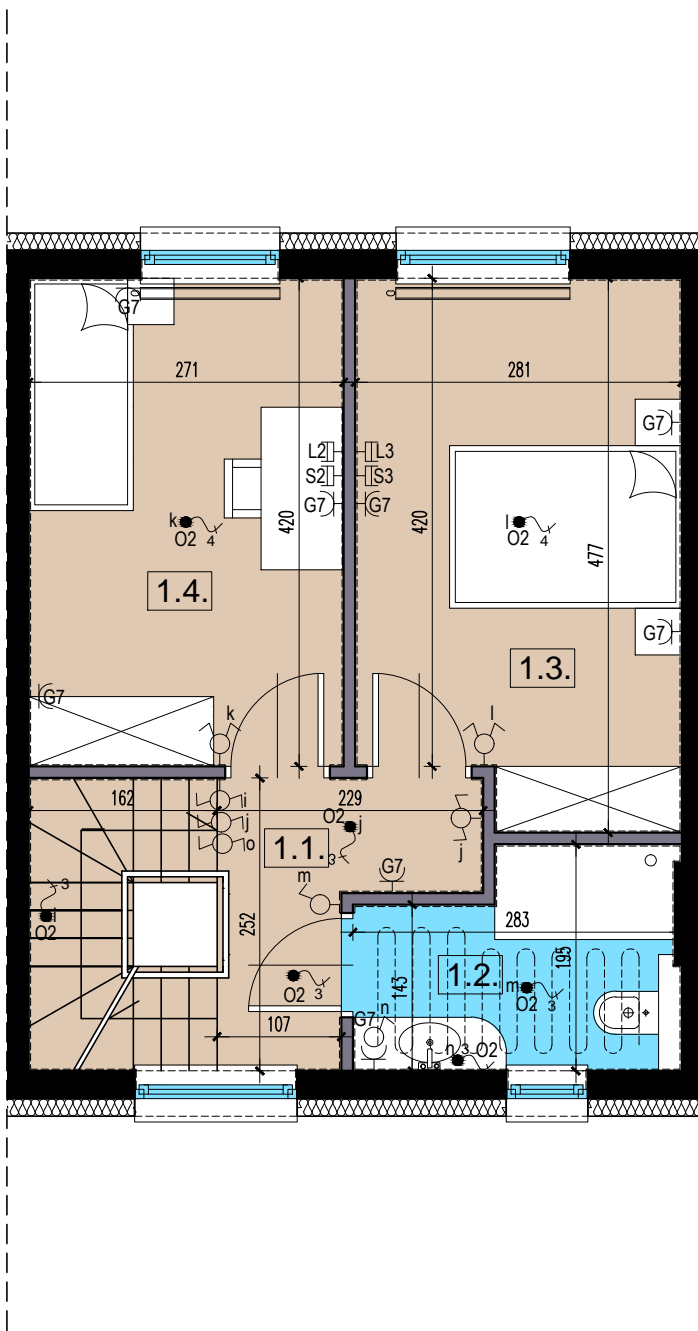 G7
271
281
L2 L3
S2 S3
G7 G7
G7
k
O2 4
l
O2 4
420
420
477
1.4.
1.3.
G7
G7
k
l
162
229
i
j
o
O2 j
3
1.1.
j
G7
m
3
O2
252
283
195
1.2.
m
O2 3
O2 3
143
107
G7 n
n 3 O2